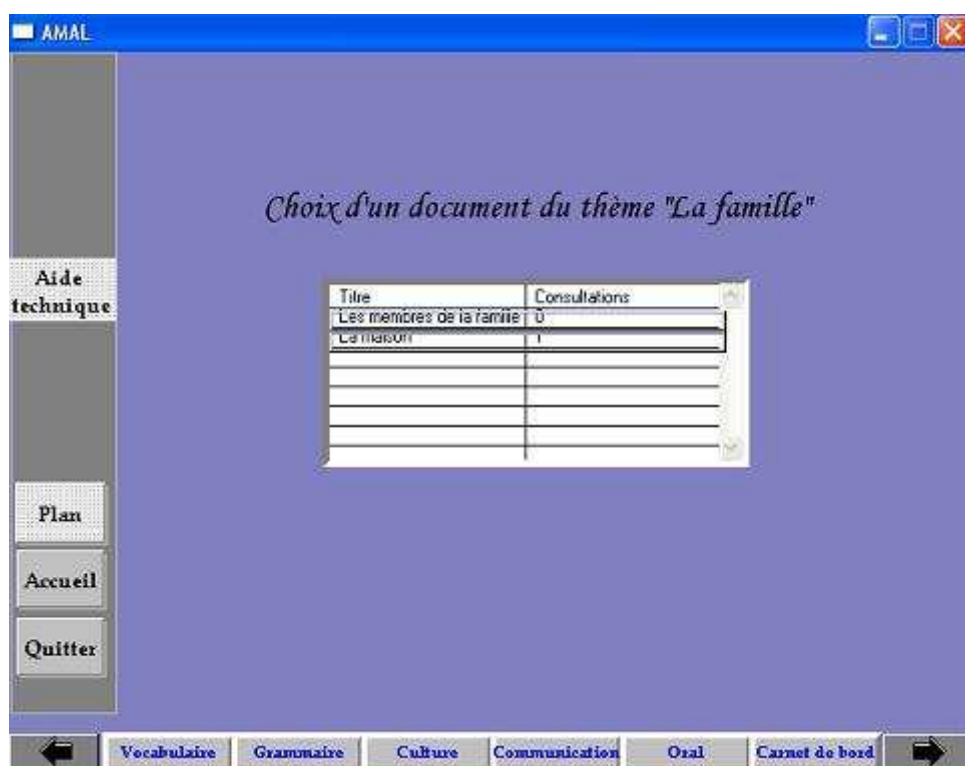 AMAL
Choix d'un document du thème "La famille"
Aide
technique
Titre Consultations
Les membres de la famille 0
La maison 1
Plan
Accueil
Quitter
Vocabulaire Grammaire Culture Communication Oral Carnet de bord